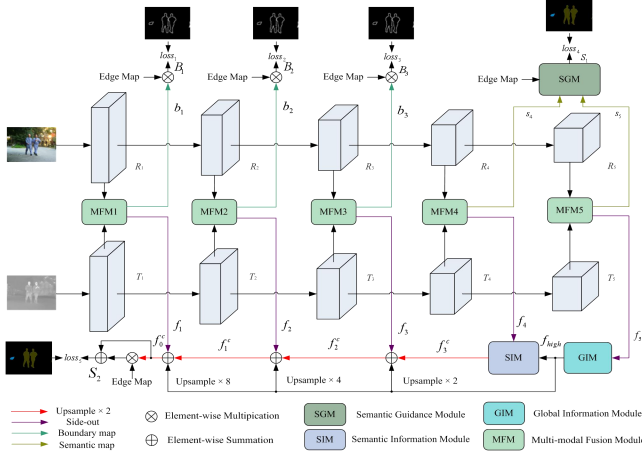 loss₁ B₁
loss₂ B₂
loss₃ B₃
loss₄ S₁
Edge Map
Edge Map
Edge Map
Edge Map
SGM
b₁
b₂
b₃
s₄
s₅
R₁
R₂
R₃
R₄
R₅
MFM1
MFM2
MFM3
MFM4
MFM5
T₁
T₂
T₃
T₄
T₅
f₁
f₂
f₃
f₄
f₅
loss₅
S₂
f₀ᶜ
f₁ᶜ
f₂ᶜ
f₃ᶜ
SIM
f_high
GIM
Edge Map
Upsample × 8
Upsample × 4
Upsample × 2
Upsample × 2
Side-out
Boundary map
Semantic map
Element-wise Multipication
Element-wise Summation
SGM
Semantic Guidance Module
SIM
Semantic Information Module
GIM
Global Information Module
MFM
Multi-modal Fusion Module